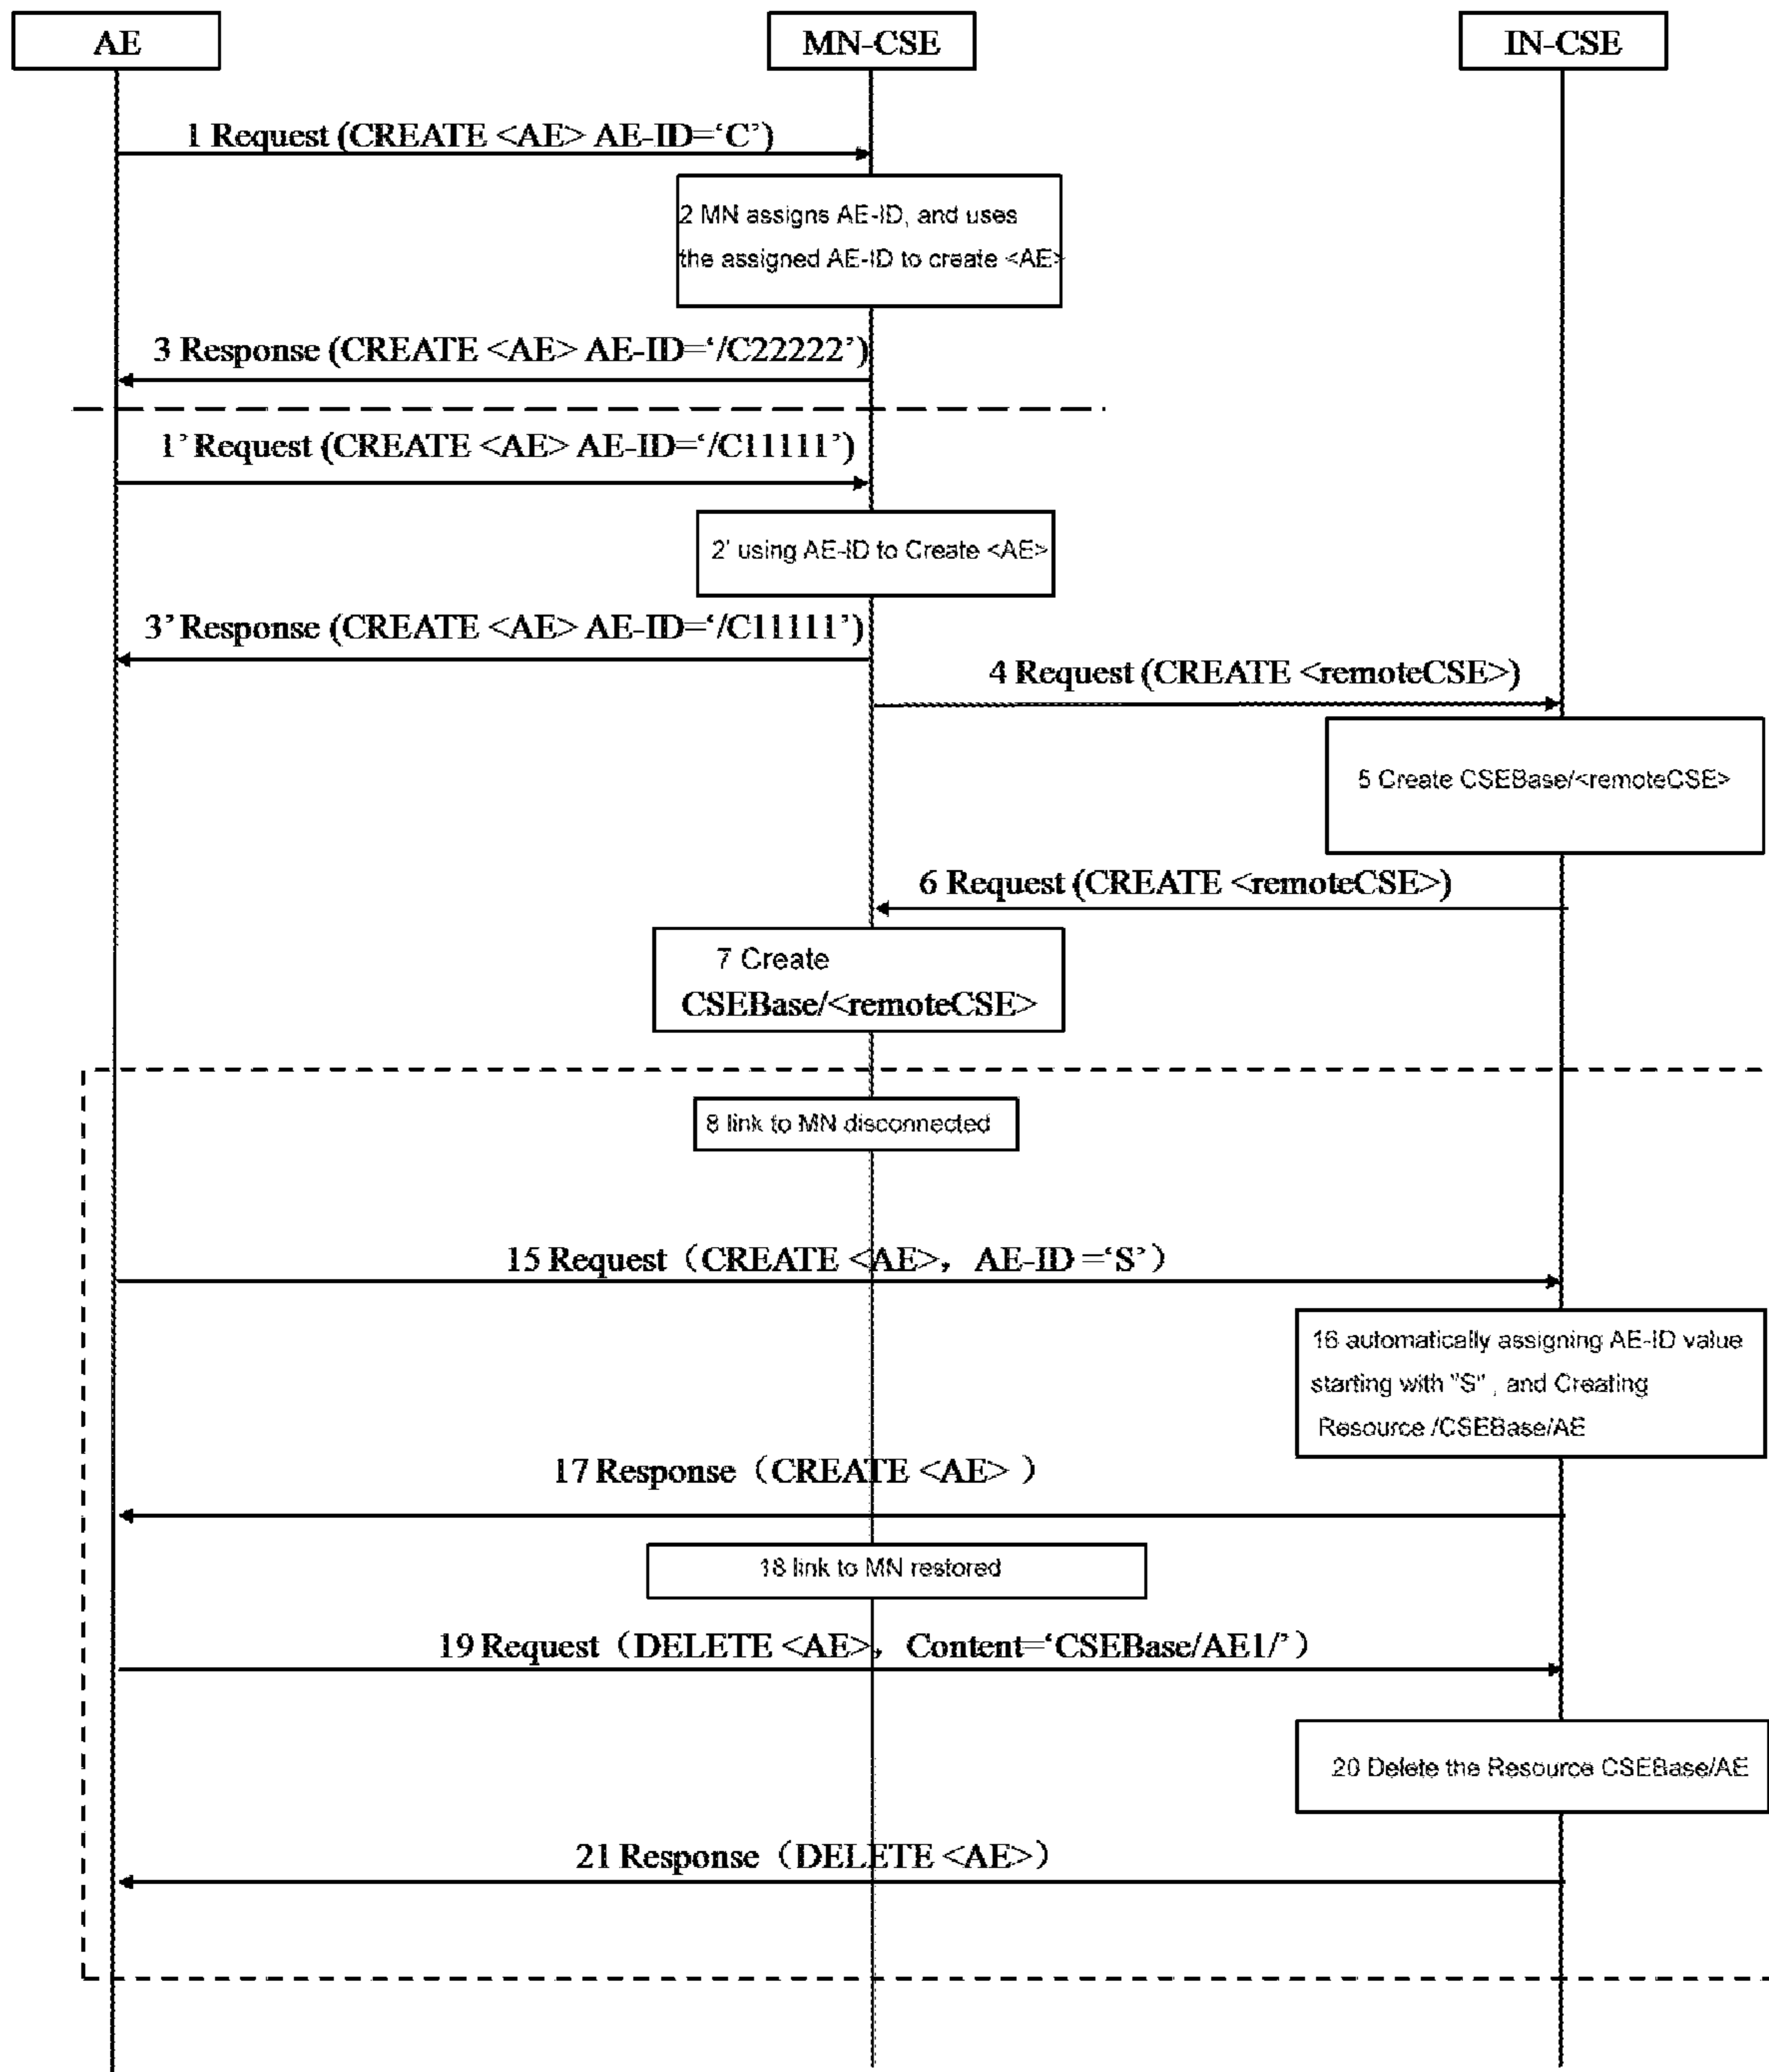 AE
MN-CSE
IN-CSE
1 Request (CREATE <AE> AE-ID=‘C’)
2 MN assigns AE-ID, and uses
the assigned AE-ID to create <AE>
3 Response (CREATE <AE> AE-ID=‘/C22222’)
1’ Request (CREATE <AE> AE-ID=‘/C11111’)
2' using AE-ID to Create <AE>
3’ Response (CREATE <AE> AE-ID=‘/C11111’)
4 Request (CREATE <remoteCSE>)
5 Create CSEBase/<remoteCSE>
6 Request (CREATE <remoteCSE>)
7 Create
CSEBase/<remoteCSE>
8 link to MN disconnected
15 Request（CREATE <AE>，AE-ID =‘S’）
16 automatically assigning AE-ID value
starting with "S" , and Creating
Resource /CSEBase/AE
17 Response（CREATE <AE> ）
18 link to MN restored
19 Request（DELETE <AE>，Content=‘CSEBase/AE1/’）
20 Delete the Resource CSEBase/AE
21 Response（DELETE <AE>）